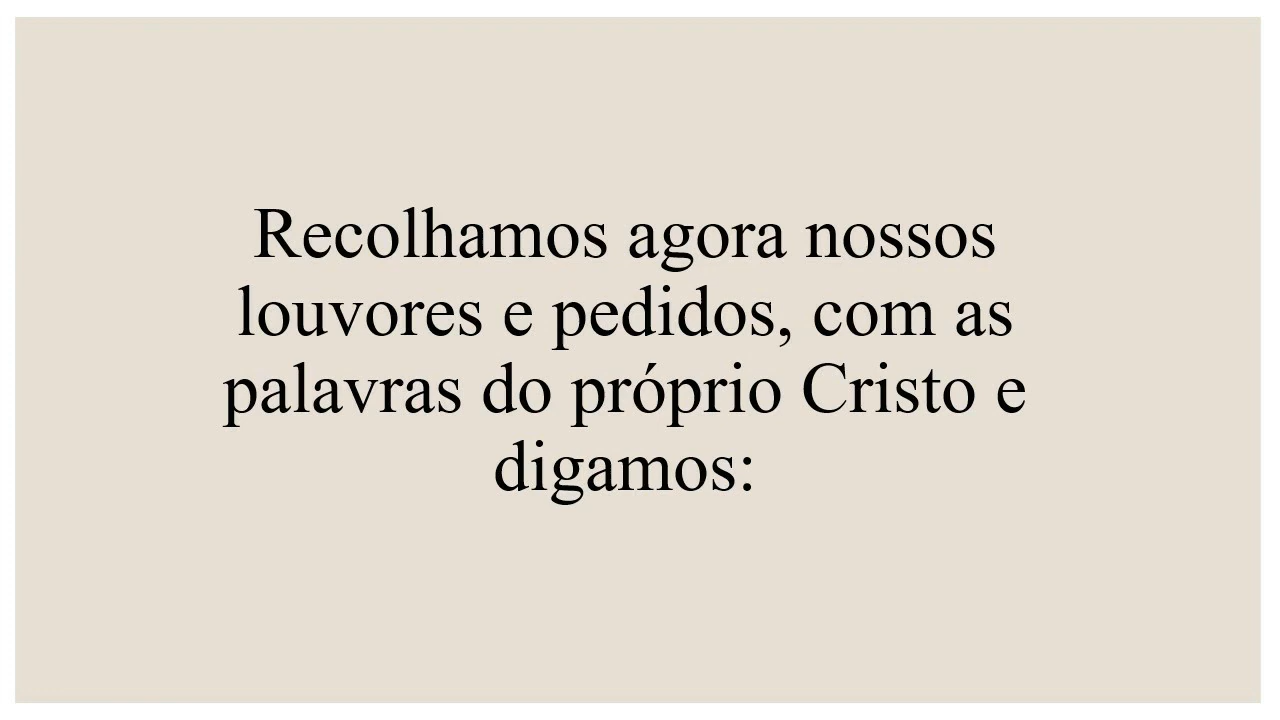 Recolhamos agora nossos
louvores e pedidos, com as
palavras do próprio Cristo e
digamos: